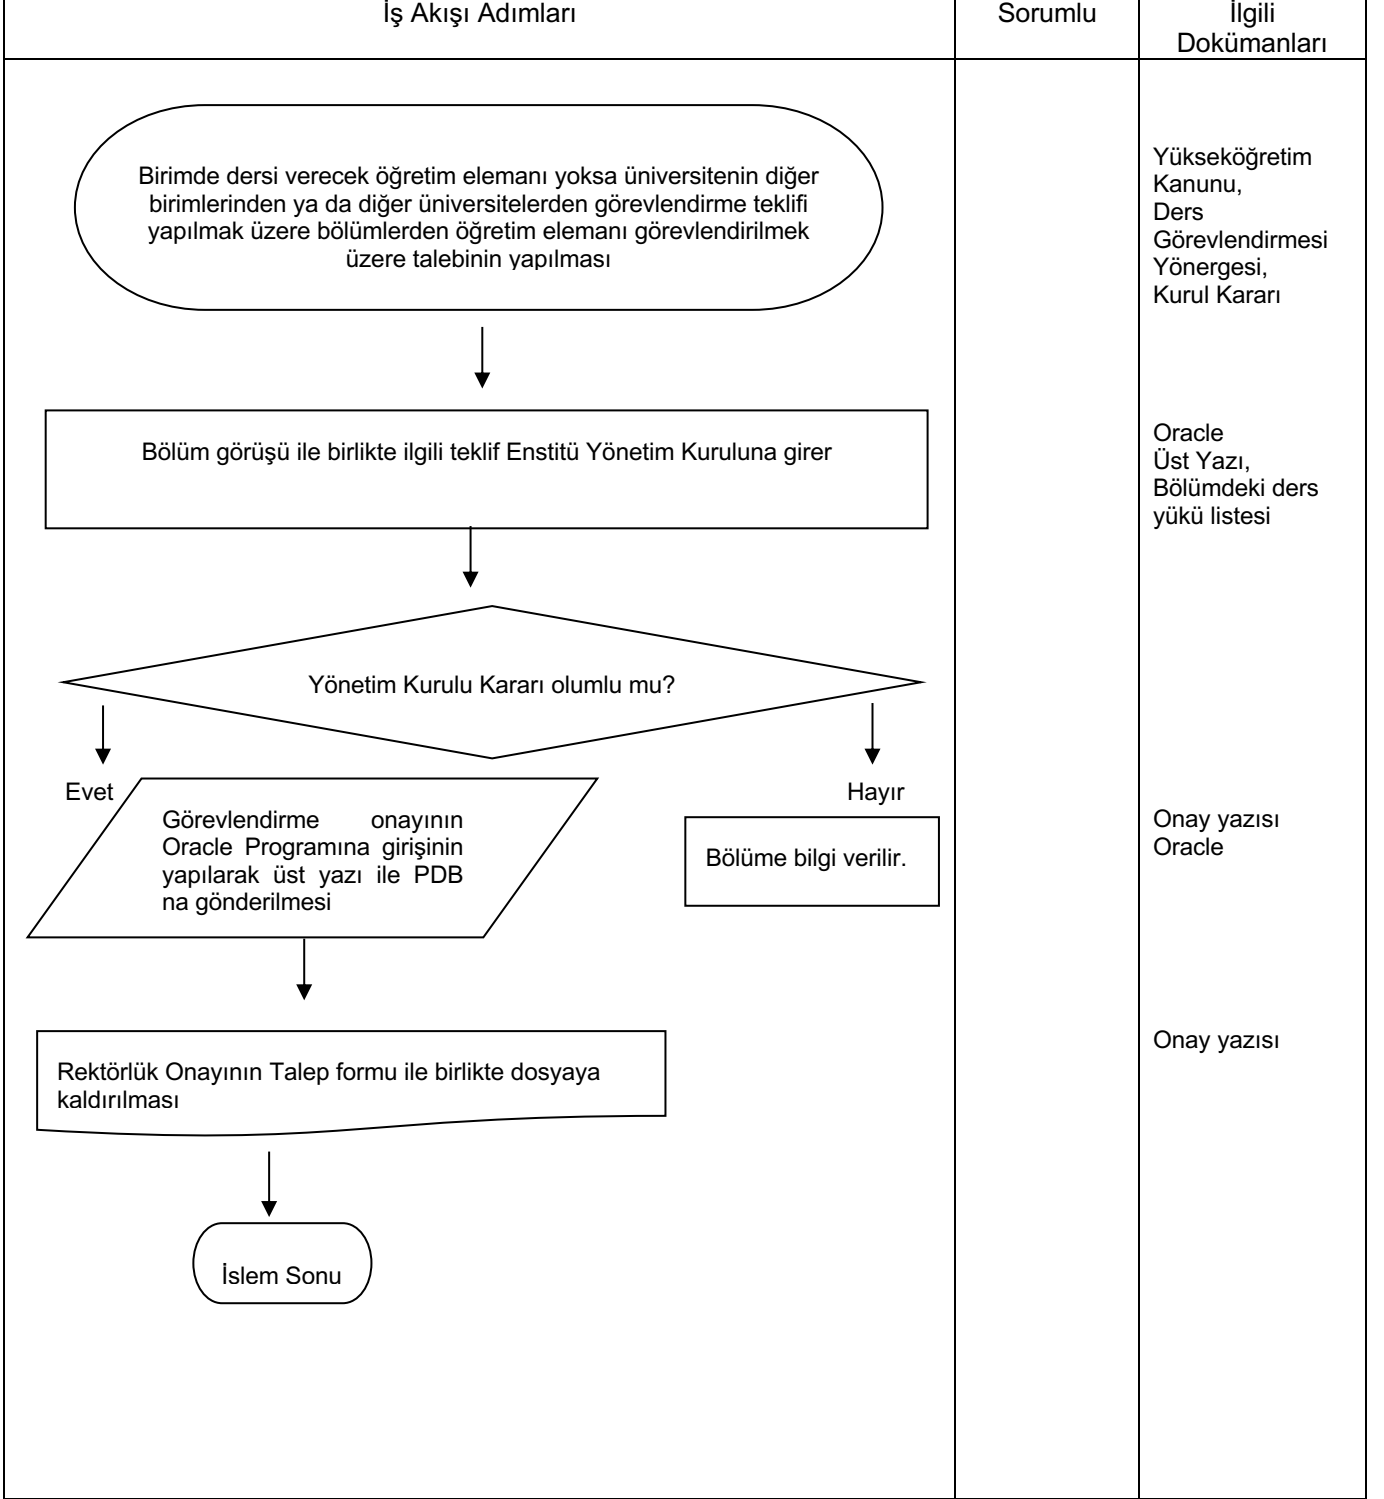 İş Akışı Adımları
Sorumlu
İlgili
Dokümanları
Birimde dersi verecek öğretim elemanı yoksa üniversitenin diğer
birimlerinden ya da diğer üniversitelerden görevlendirme teklifi
yapılmak üzere bölümlerden öğretim elemanı görevlendirilmek
üzere talebinin yapılması
Yükseköğretim
Kanunu,
Ders
Görevlendirmesi
Yönergesi,
Kurul Kararı
Bölüm görüşü ile birlikte ilgili teklif Enstitü Yönetim Kuruluna girer
Oracle
Üst Yazı,
Bölümdeki ders
yükü listesi
Yönetim Kurulu Kararı olumlu mu?
Evet
Hayır
Görevlendirme onayının
Oracle Programına girişinin
yapılarak üst yazı ile PDB
na gönderilmesi
Bölüme bilgi verilir.
Onay yazısı
Oracle
Rektörlük Onayının Talep formu ile birlikte dosyaya
kaldırılması
Onay yazısı
İslem Sonu